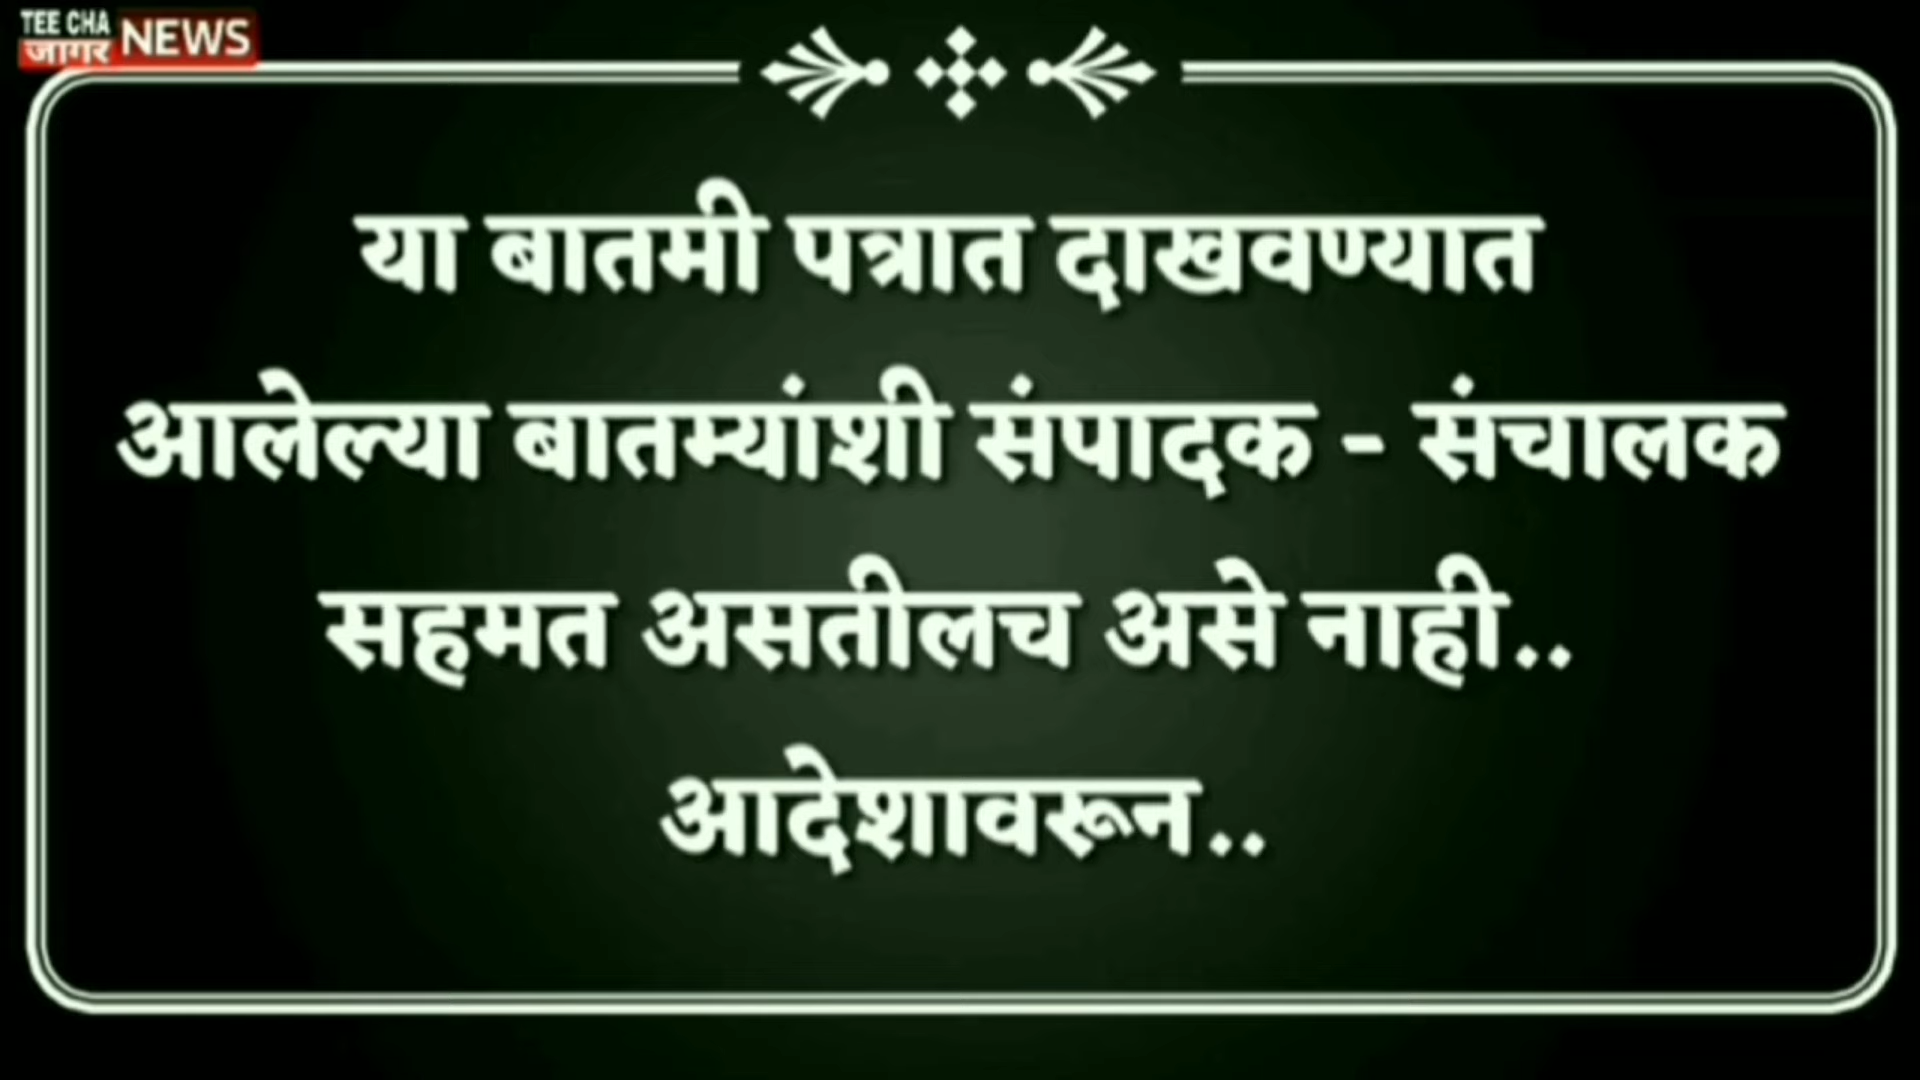 TEE CHA
जागर NEWS
या बातमी पत्रात दाखवण्यात
आलेल्या बातम्यांशी संपादक - संचालक
सहमत असतीलच असे नाही..
आदेशावरून..